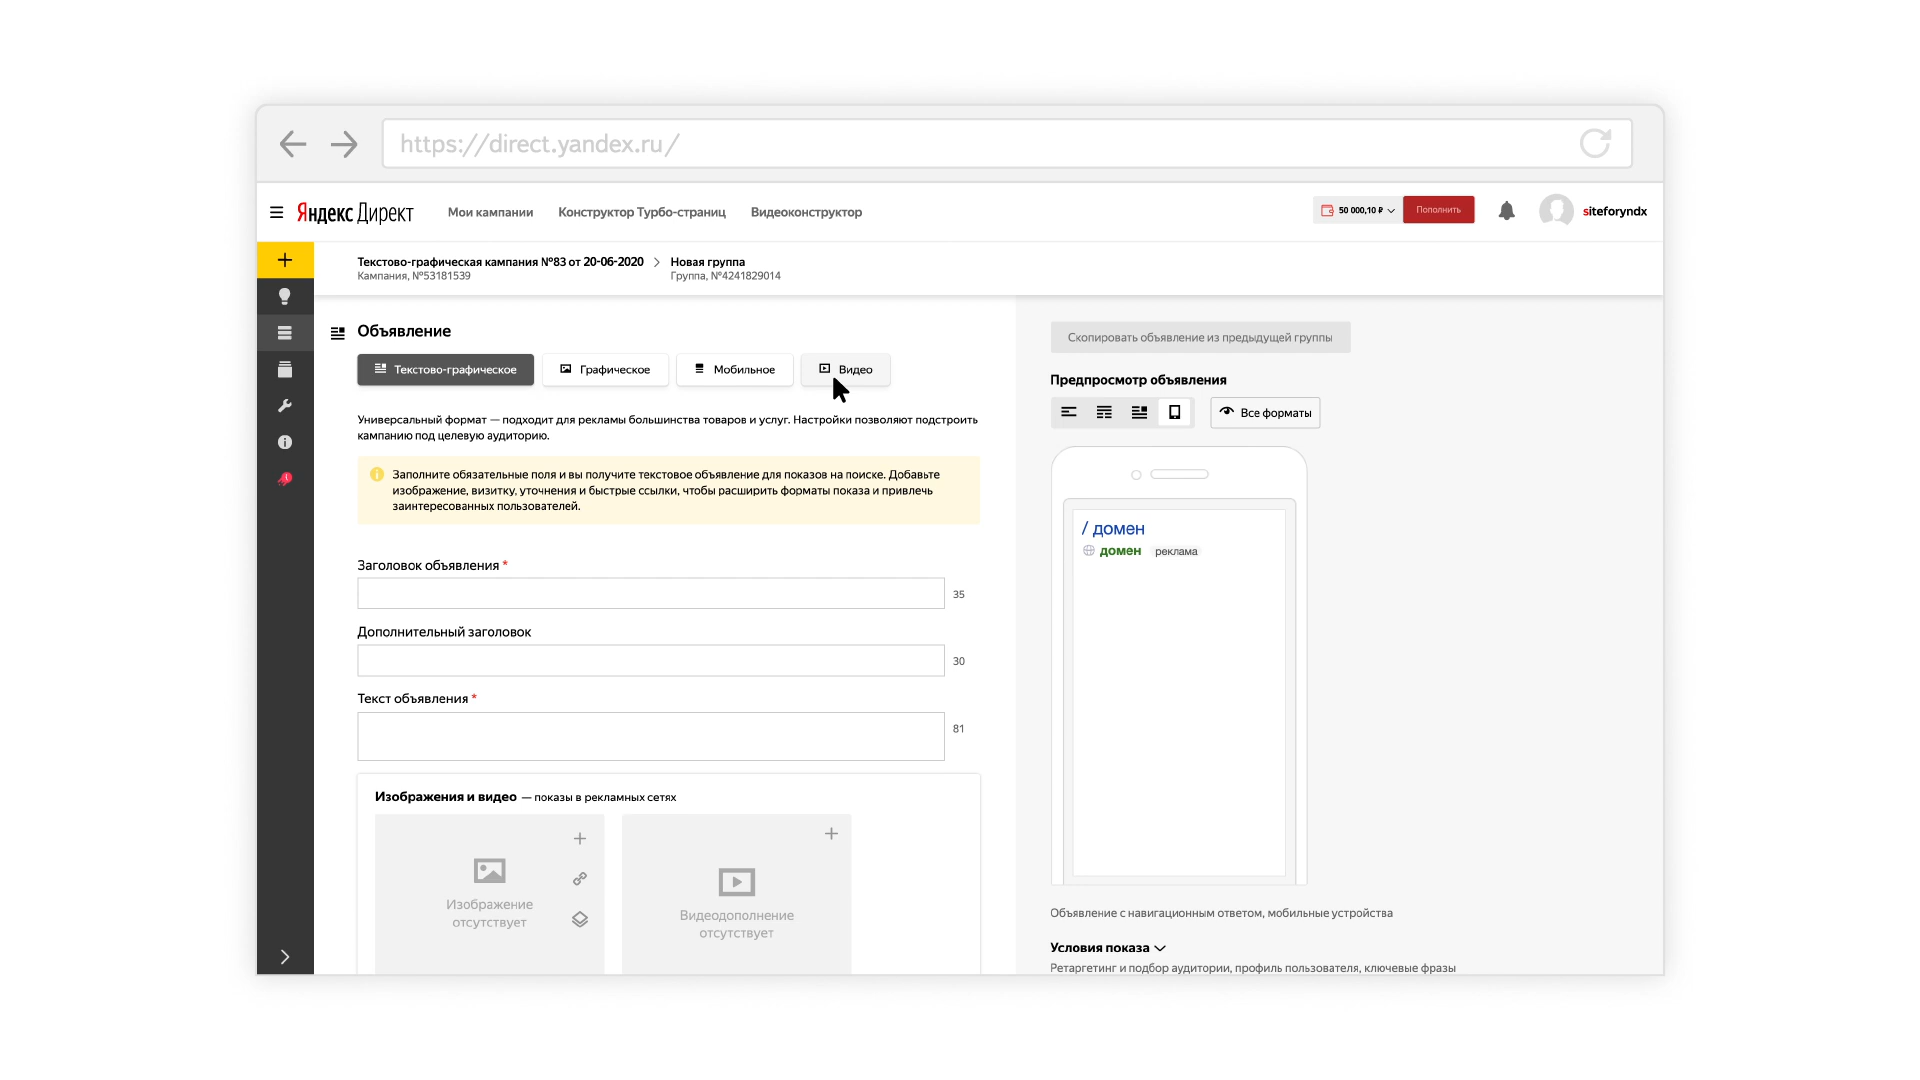 https://direct.yandex.ru/
Яндекс Директ
Мои кампании
Конструктор Турбо-страниц
Видеоконструктор
50 000,10 ₽
Пополнить
siteforyndx
Текстово-графическая кампания №83 от 20-06-2020
Новая группа
Кампания, №53181539
Группа, №4241829014
Объявление
Текстово-графическое
Графическое
Мобильное
Видео
Универсальный формат — подходит для рекламы большинства товаров и услуг. Настройки позволяют подстроить
кампанию под целевую аудиторию.
Заполните обязательные поля и вы получите текстовое объявление для показов на поиске. Добавьте
изображение, визитку, уточнения и быстрые ссылки, чтобы расширить форматы показа и привлечь
заинтересованных пользователей.
Заголовок объявления *
35
Дополнительный заголовок
30
Текст объявления *
81
Изображения и видео — показы в рекламных сетях
Изображение
отсутствует
Видеодополнение
отсутствует
Скопировать объявление из предыдущей группы
Предпросмотр объявления
Все форматы
/ домен
домен реклама
Объявление с навигационным ответом, мобильные устройства
Условия показа
Ретаргетинг и подбор аудитории, профиль пользователя, ключевые фразы